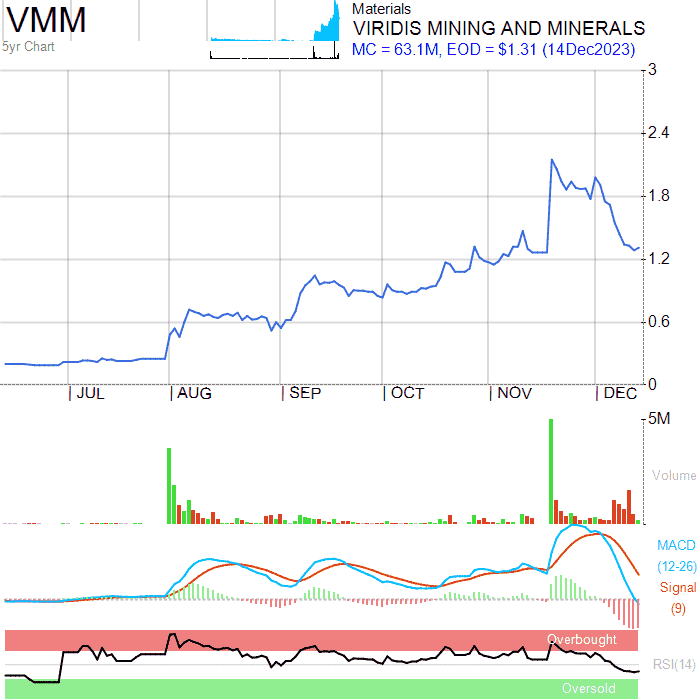 VMM
5yr Chart
Materials
VIRIDIS MINING AND MINERALS
MC = 63.1M, EOD = $1.31 (14Dec2023)
3
2.4
1.8
1.2
0.6
0
JUL AUG SEP OCT NOV DEC
5M
Volume
MACD
(12-26)
Signal
(9)
Overbought
RSI(14)
Oversold